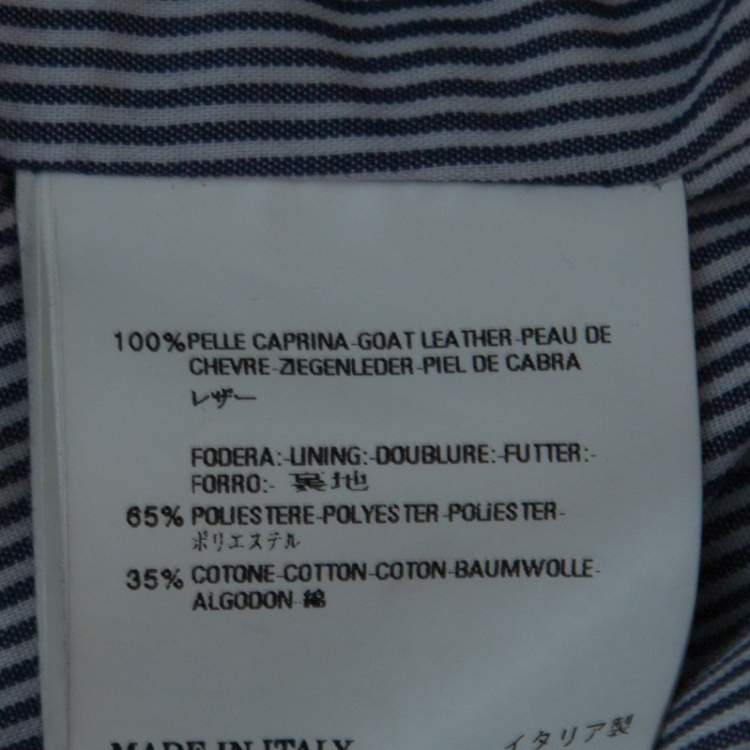 100% PELLE CAPRINA-GOAT LEATHER-PEAU DE
CHEVRE-ZIEGENLEDER-PIEL DE CABRA
レザー
FODERA:-LINING:-DOUBLURE:-FUTTER:-
FORRO:- 裏地
65% POLIESTERE-POLYESTER-POLIESTER-
ポリエステル
35% COTONE-COTTON-COTON-BAUMWOLLE-
ALGODON-綿
MADE IN ITALY イタリア製